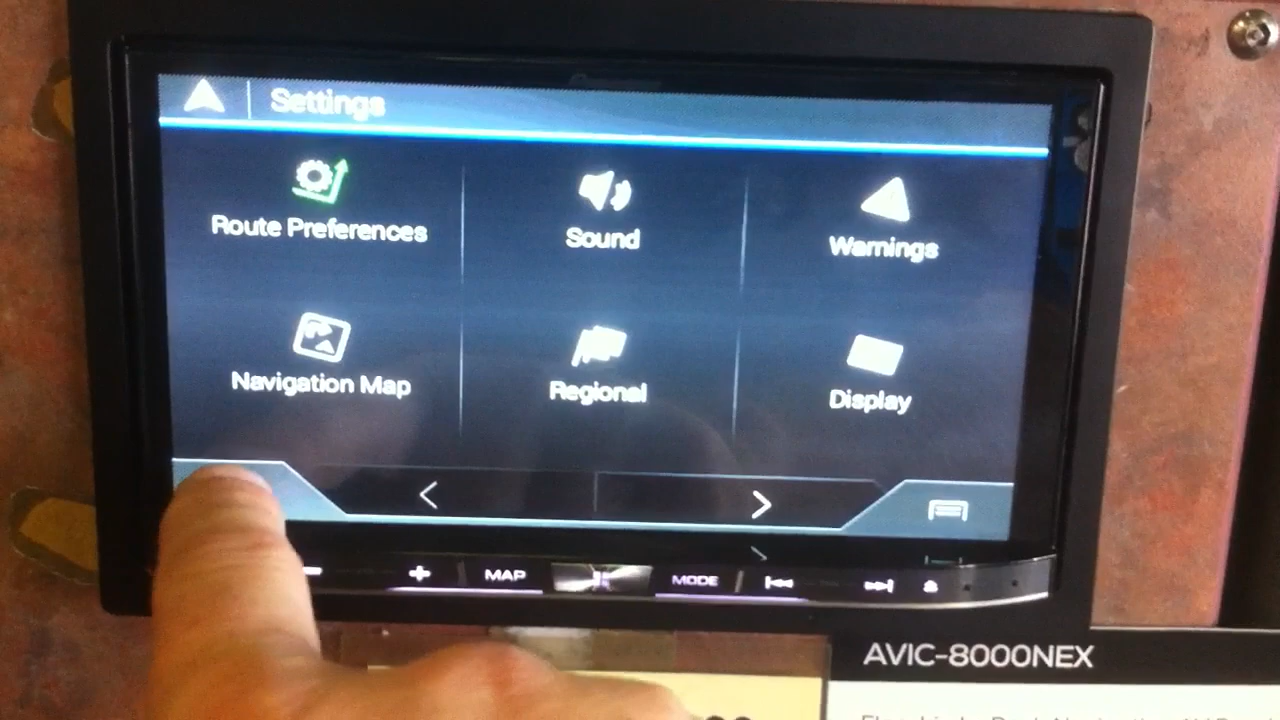 Settings
Route Preferences
Sound
Warnings
Navigation Map
Regional
Display
MAP
MODE
AVIC-8000NEX